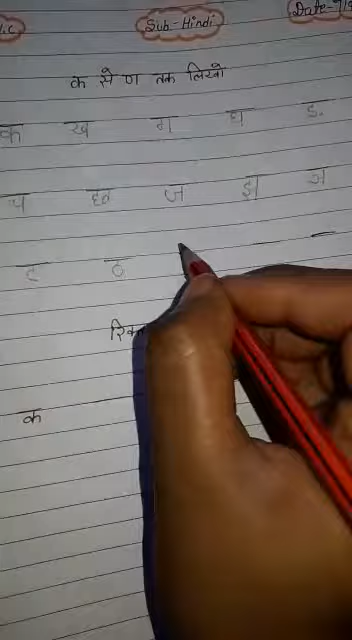 Sub-Hindi Date-
क से ण तक लिखो
क ख ग घ ङ
च छ ज झ ञ
ट ठ
क